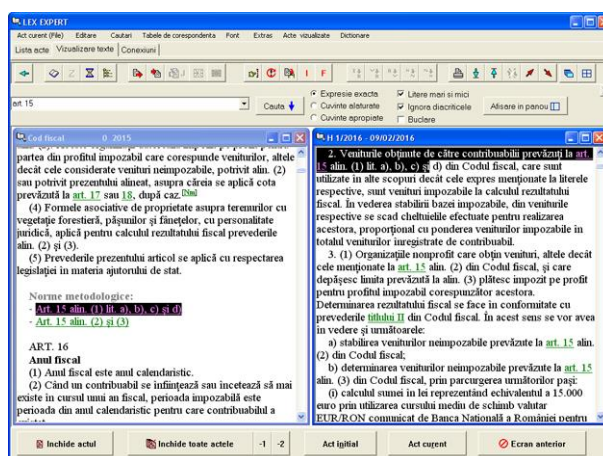 LEX EXPERT
Act curent (File) Editare Cautari Tabele de corespondenta Font Extras Acte vizualizate Dictionare
Lista acte Vizualizare texte Conexiuni
art. 15
Cauta
Expresie exacta
Cuvinte alaturate
Cuvinte apropiate
Litere mari si mici
Ignora diacriticele
Buclare
Afisare in panou
Cod fiscal 0 2015
partea din profitul impozabil care corespunde veniturilor, altele
decât cele considerate venituri neimpozabile, potrivit alin. (2)
sau potrivit prezentului alineat, asupra căreia se aplică cota
prevăzută la art. 17 sau 18, după caz.
(4) Formele asociative de proprietate asupra terenurilor cu
vegetație forestieră, pășunilor și fânețelor, cu personalitate
juridică, aplică pentru calculul rezultatului fiscal prevederile
alin. (2) și (3).
(5) Prevederile prezentului articol se aplică cu respectarea
legislației în materia ajutorului de stat.
Norme metodologice:
- Art. 15 alin. (1) lit. a), b), c) și d)
- Art. 15 alin. (2) și (3)
ART. 16
Anul fiscal
(1) Anul fiscal este anul calendaristic.
(2) Când un contribuabil se înființează sau încetează să mai
existe în cursul unui an fiscal, perioada impozabilă este
perioada din anul calendaristic pentru care contribuabilul a
H 1/2016 - 09/02/2016
2. Veniturile obținute de către contribuabilii prevăzuți la art.
15 alin. (1) lit. a), b), c) și d) din Codul fiscal, care sunt
utilizate in alte scopuri decât cele expres menționate la literele
respective, sunt venituri impozabile la calculul rezultatului
fiscal. În vederea stabilirii bazei impozabile, din veniturile
respective se scad cheltuielile efectuate pentru realizarea
acestora, proporțional cu ponderea veniturilor impozabile în
totalul veniturilor inregistrate de contribuabil.
3. (1) Organizațiile nonprofit care obțin venituri, altele decât
cele menționate la art. 15 alin. (2) din Codul fiscal, și care
depășesc limita prevăzută la alin. (3) plătesc impozit pe profit
pentru profitul impozabil corespunzător acestora.
Determinarea rezultatului fiscal se face in conformitate cu
prevederile titlului II din Codul fiscal. În acest sens se vor avea
in vedere și următoarele:
a) stabilirea veniturilor neimpozabile prevăzute la art. 15 alin.
(2) din Codul fiscal;
b) determinarea veniturilor neimpozabile prevăzute la art. 15
alin. (3) din Codul fiscal, prin parcurgerea următorilor pași:
(i) calculul sumei in lei reprezentând echivalentul a 15.000
euro prin utilizarea cursului mediu de schimb valutar
EUR/RON comunicat de Banca Națională a României pentru
Inchide actul Inchide toate actele -1 -2 Act initial Act curent Ecran anterior